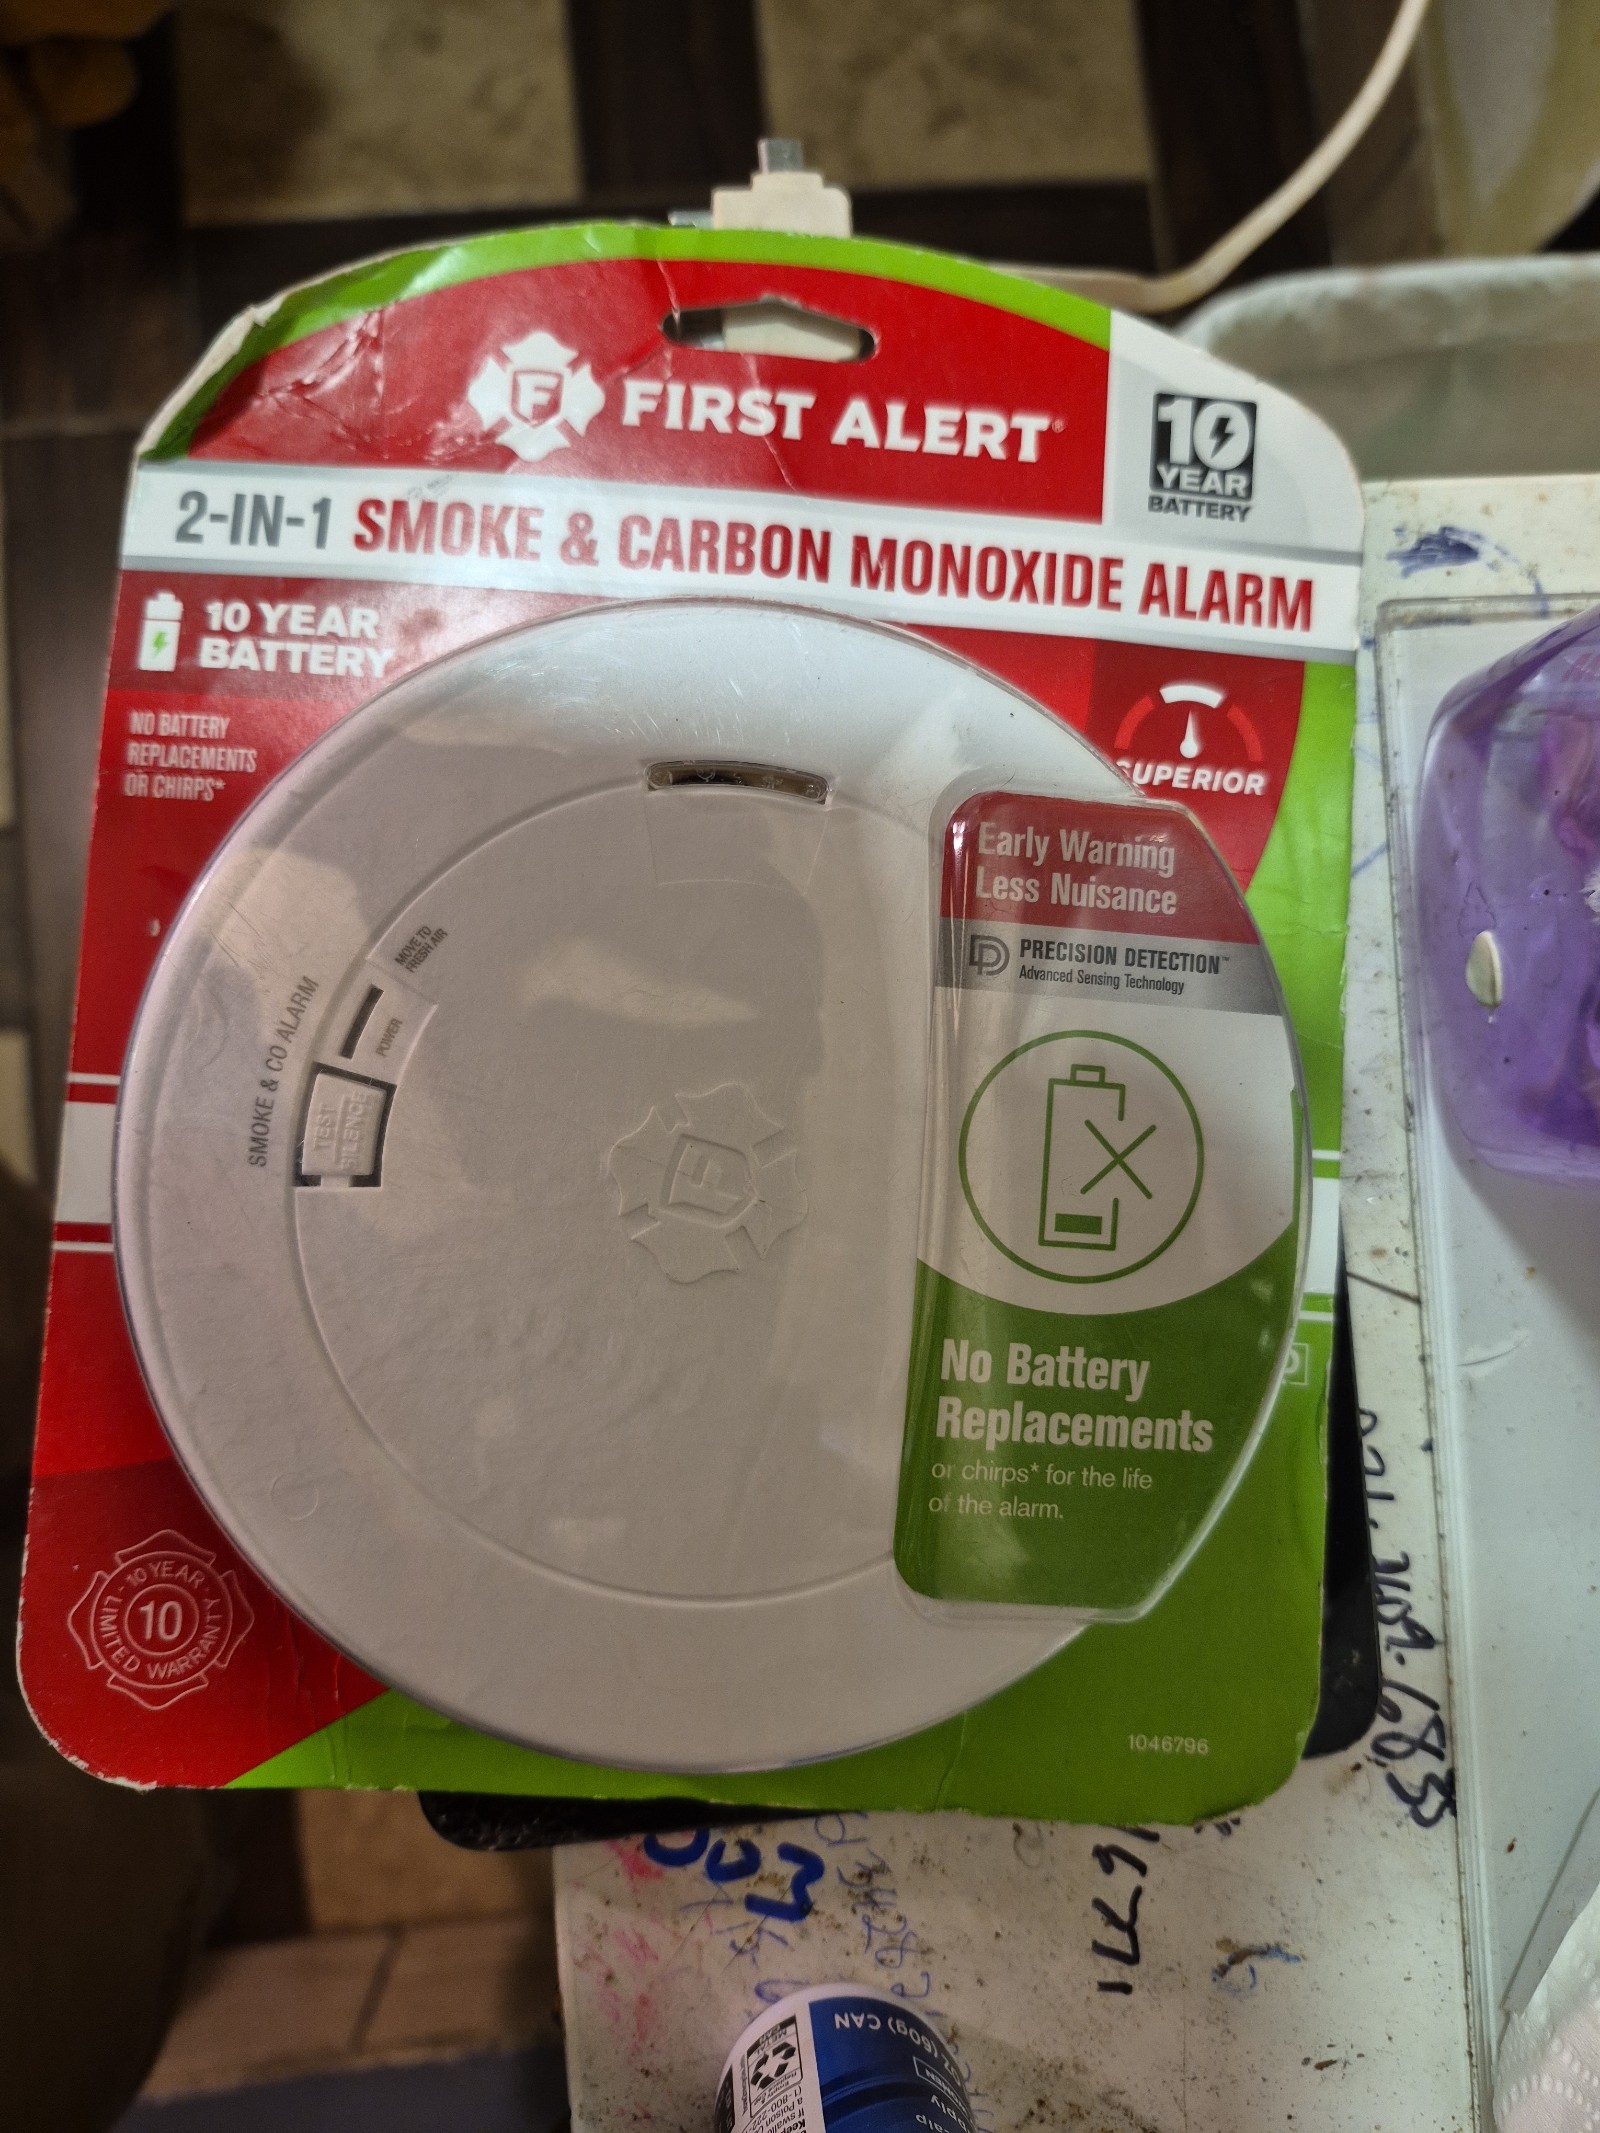 F
FIRST ALERT®
10
YEAR
BATTERY
2-IN-1 SMOKE & CARBON MONOXIDE ALARM
10 YEAR
BATTERY
NO BATTERY
REPLACEMENTS
OR CHIRPS*
SUPERIOR
Early Warning
Less Nuisance
PRECISION DETECTION™
Advanced Sensing Technology
MOVE TO
FRESH AIR
POWER
SMOKE & CO ALARM
TEST
SILENCE
F
No Battery
Replacements
or chirps* for the life
of the alarm.
10 YEAR
10
LIMITED WARRANTY
1046796
(60g) CAN